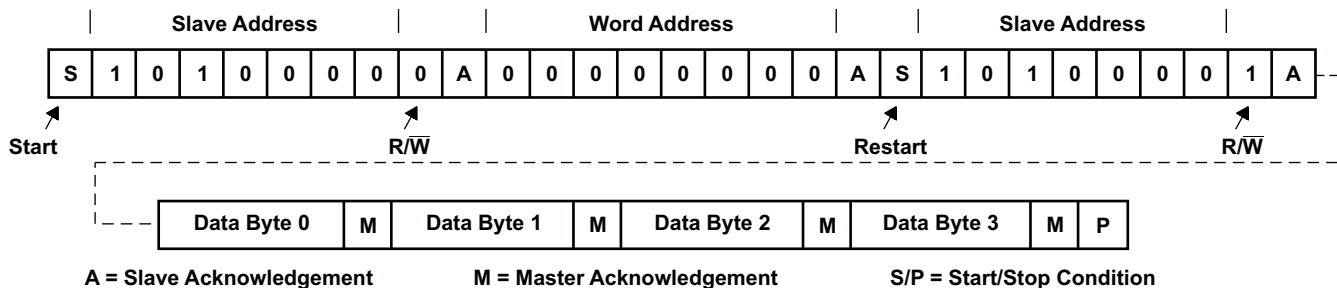 Slave Address Word Address Slave Address
S 1 0 1 0 0 0 0 0 A 0 0 0 0 0 0 0 0 A S 1 0 1 0 0 0 0 1 A
Start R/W̅ Restart R/W̅
Data Byte 0 M Data Byte 1 M Data Byte 2 M Data Byte 3 M P
A = Slave Acknowledgement M = Master Acknowledgement S/P = Start/Stop Condition